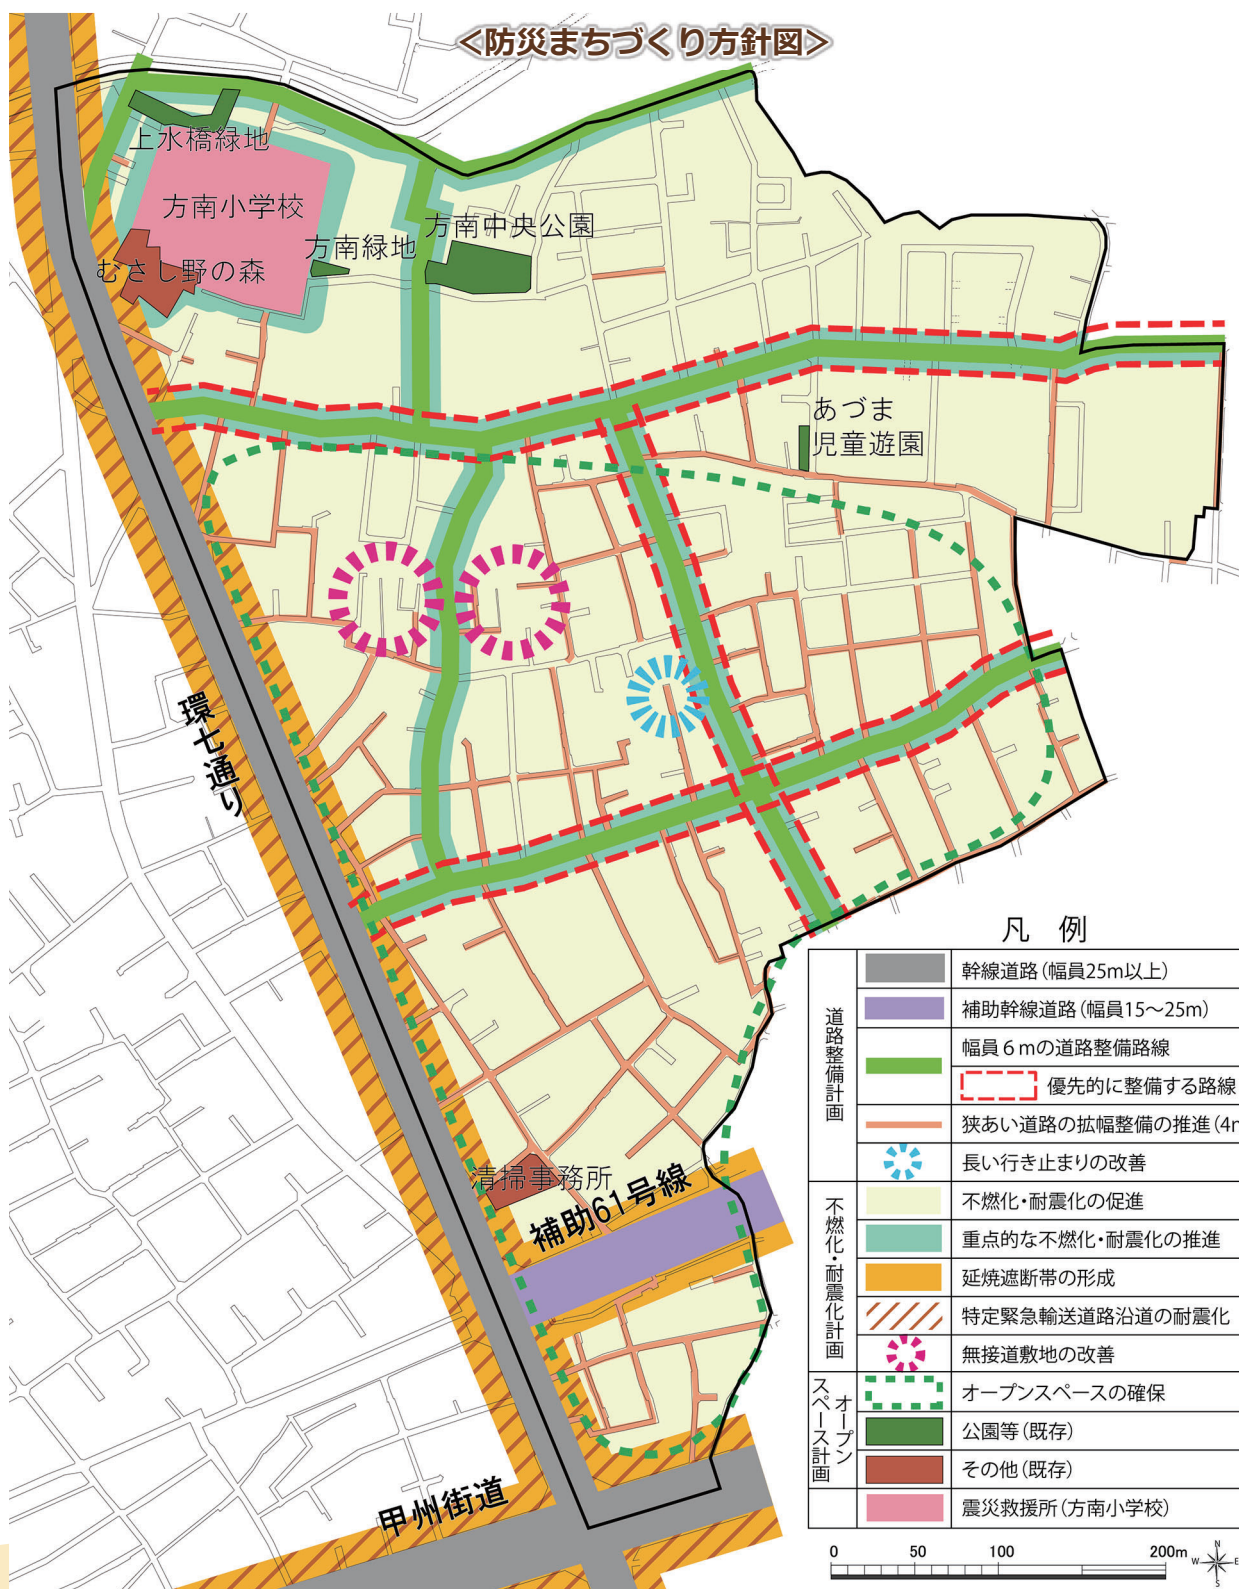 <防災まちづくり方針図>
上水橋緑地
方南小学校
方南緑地
方南中央公園
むさし野の森
あづま
児童遊園
環七通り
清掃事務所
補助61号線
甲州街道
凡 例
道路整備計画
幹線道路(幅員25m以上)
補助幹線道路(幅員15～25m)
幅員6mの道路整備路線
優先的に整備する路線
狭あい道路の拡幅整備の推進(4
長い行き止まりの改善
不燃化・耐震化計画
不燃化・耐震化の促進
重点的な不燃化・耐震化の推進
延焼遮断帯の形成
特定緊急輸送道路沿道の耐震化
無接道敷地の改善
オープン
スペース計画
オープンスペースの確保
公園等(既存)
その他(既存)
震災救援所(方南小学校)
0 50 100 200m
N
W E
S